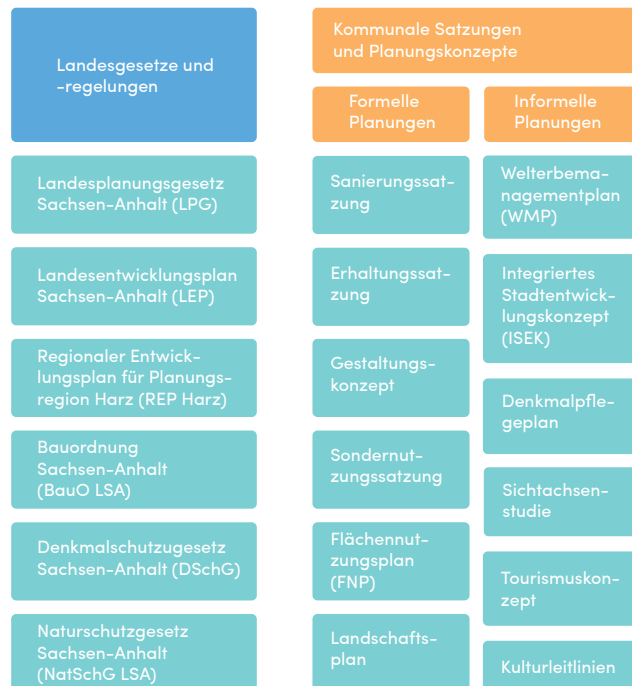 Landesgesetze und
-regelungen
Landesplanungsgesetz
Sachsen-Anhalt (LPG)
Landesentwicklungsplan
Sachsen-Anhalt (LEP)
Regionaler Entwick-
lungsplan für Planungs-
region Harz (REP Harz)
Bauordnung
Sachsen-Anhalt
(BauO LSA)
Denkmalschutzugesetz
Sachsen-Anhalt (DSchG)
Naturschutzgesetz
Sachsen-Anhalt
(NatSchG LSA)
Kommunale Satzungen
und Planungskonzepte
Formelle
Planungen
Sanierungssat-
zung
Erhaltungssat-
zung
Gestaltungs-
konzept
Sondernut-
zungssatzung
Flächennut-
zungsplan
(FNP)
Landschafts-
plan
Informelle
Planungen
Welterbema-
nagementplan
(WMP)
Integriertes
Stadtentwick-
lungskonzept
(ISEK)
Denkmalpfle-
geplan
Sichtachsen-
studie
Tourismuskon-
zept
Kulturleitlinien